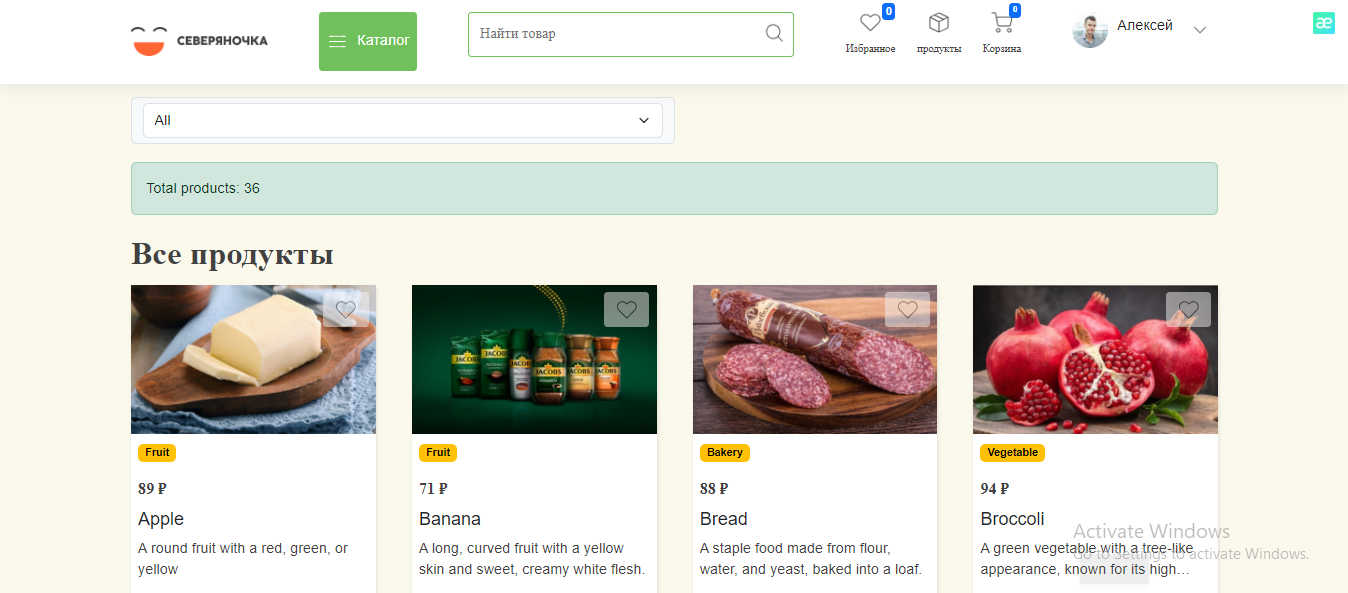 СЕВЕРЯНОЧКА
Каталог
Найти товар
0
Избранное
продукты
0
Корзина
Алексей
æ
All
Total products: 36
Все продукты
JACOBS
JACOBS
JACOBS
JACOBS
Fruit
89 ₽
Apple
A round fruit with a red, green, or
yellow
Fruit
71 ₽
Banana
A long, curved fruit with a yellow
skin and sweet, creamy white flesh.
Bakery
88 ₽
Bread
A staple food made from flour,
water, and yeast, baked into a loaf.
Vegetable
94 ₽
Broccoli
A green vegetable with a tree-like
appearance, known for its high…
Activate Windows
Go to Settings to activate Windows.